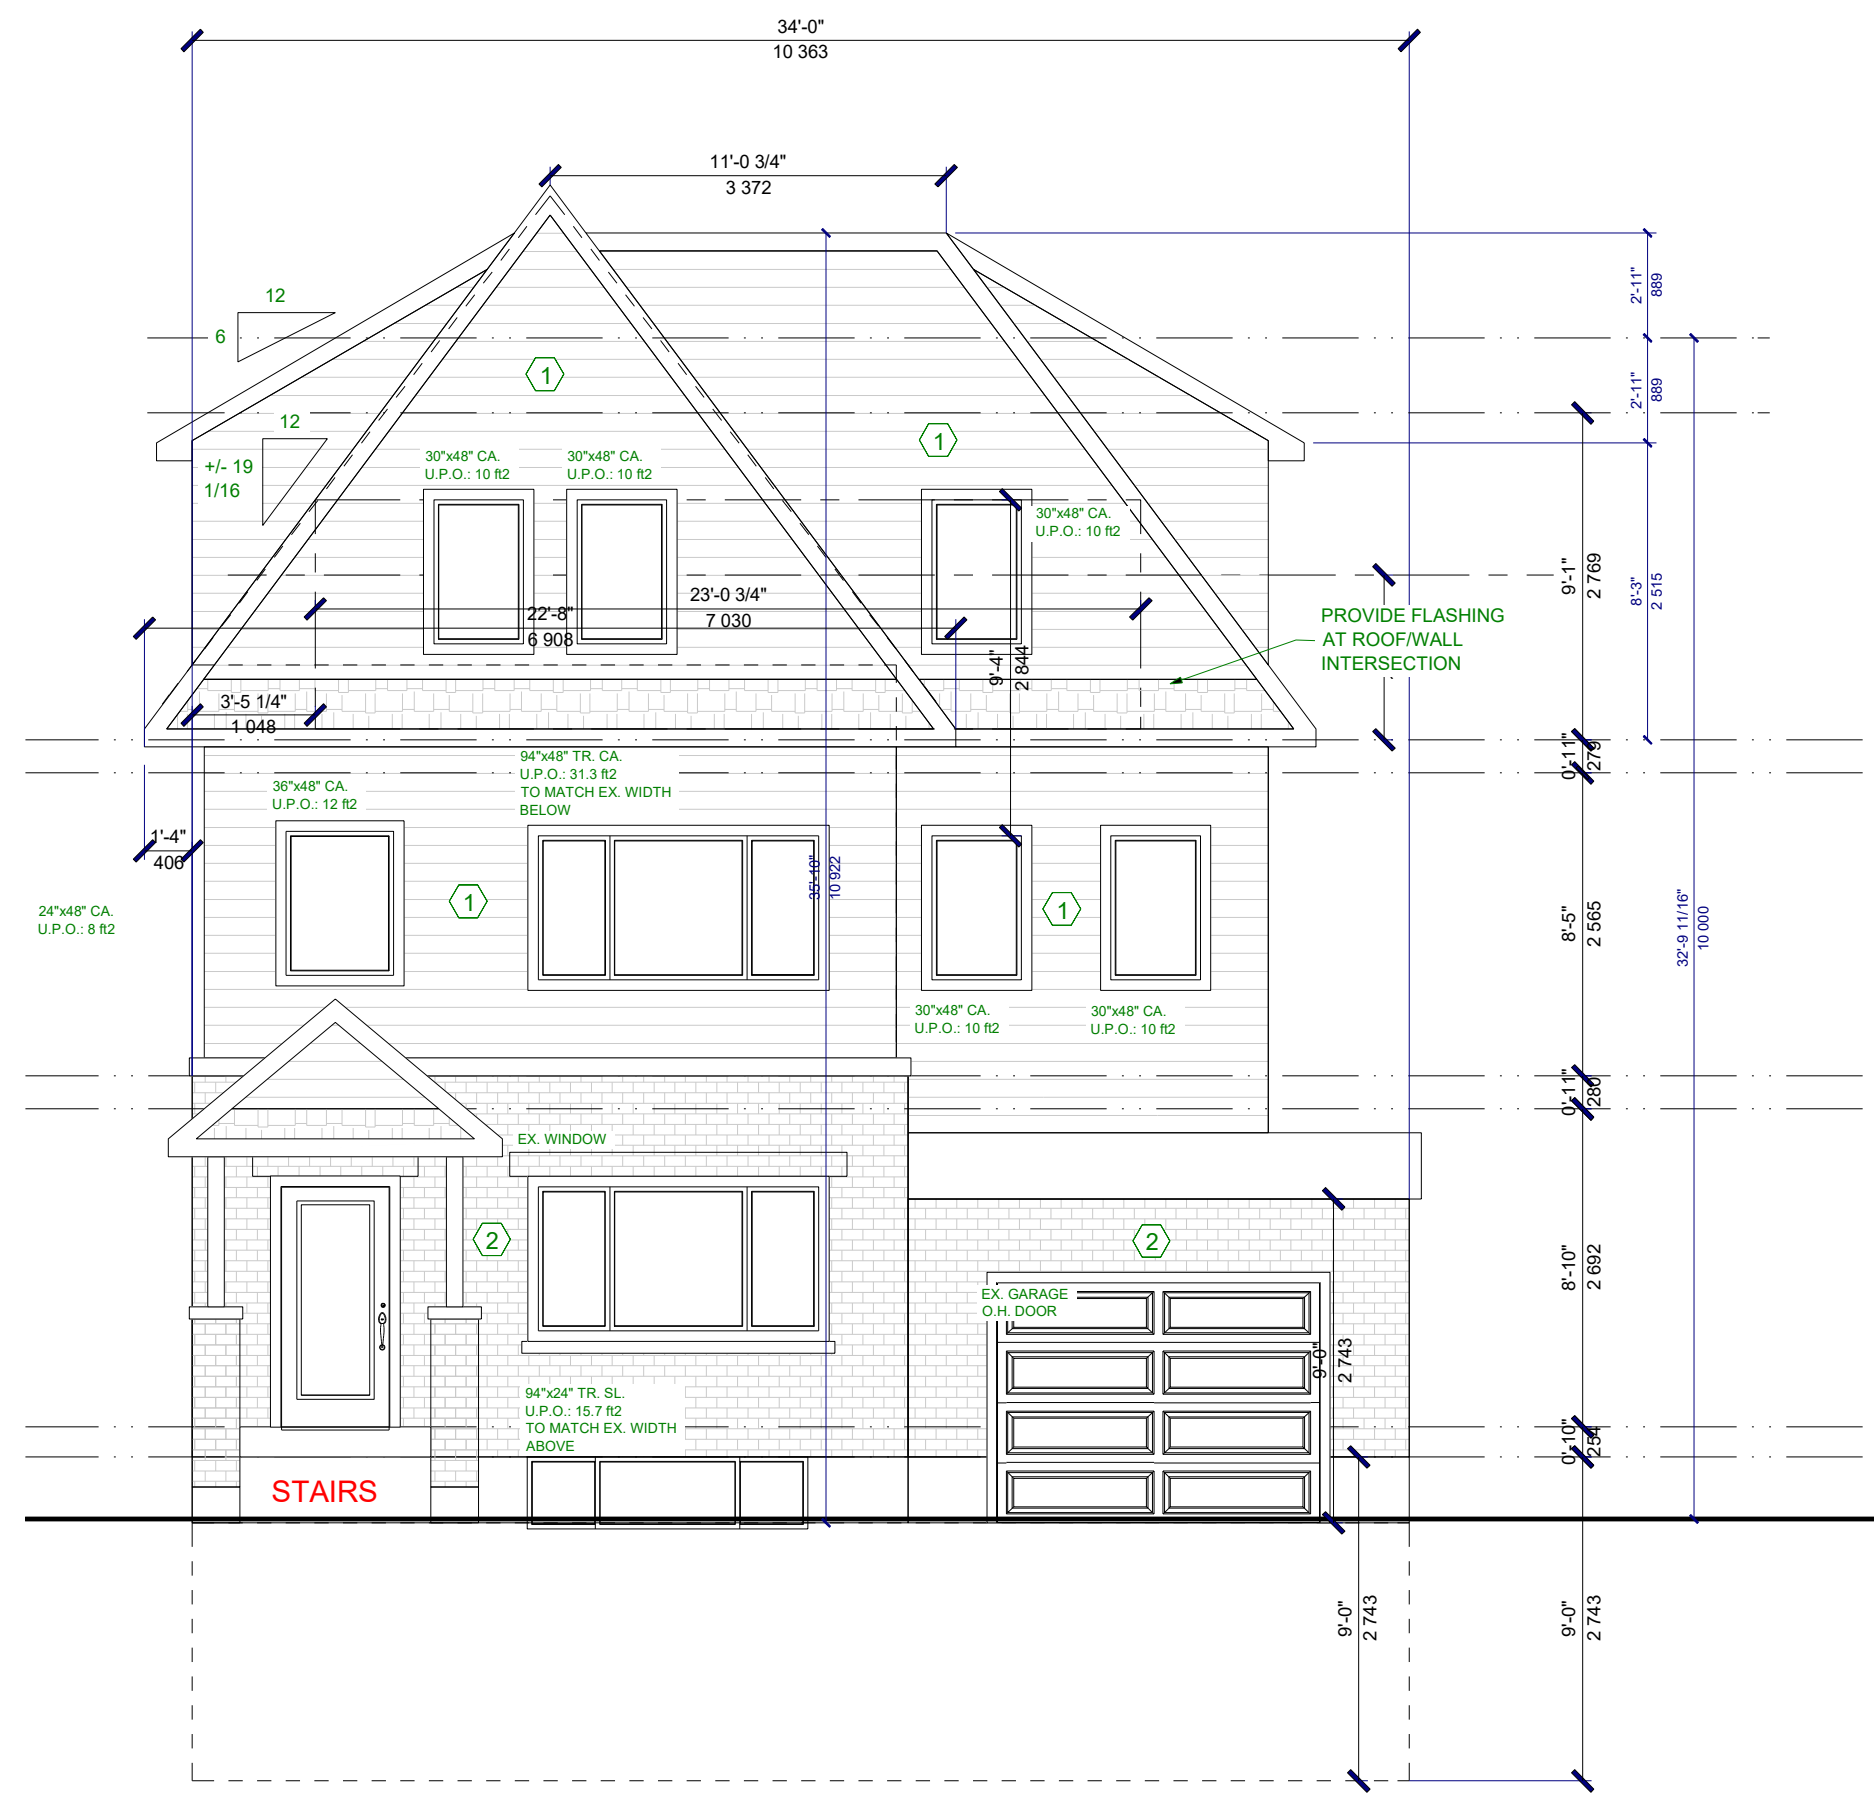 34'-0"
10 363
11'-0 3/4"
3 372
2'-11"
889
12
6
1
2'-11"
889
12
+/- 19
1/16
1
30"x48" CA.
U.P.O.: 10 ft2
30"x48" CA.
U.P.O.: 10 ft2
30"x48" CA.
U.P.O.: 10 ft2
9'-1"
2 769
8'-3"
2 515
23'-0 3/4"
7 030
22'-8"
6 908
PROVIDE FLASHING
AT ROOF/WALL
INTERSECTION
9'-4"
2 844
3'-5 1/4"
1 048
0'-11"
279
94"x48" TR. CA.
U.P.O.: 31.3 ft2
TO MATCH EX. WIDTH
BELOW
36"x48" CA.
U.P.O.: 12 ft2
1'-4"
406
35'-10"
10 922
24"x48" CA.
U.P.O.: 8 ft2
1
1
8'-5"
2 565
32'-9 11/16"
10 000
30"x48" CA.
U.P.O.: 10 ft2
30"x48" CA.
U.P.O.: 10 ft2
0'-11"
280
EX. WINDOW
2
2
8'-10"
2 692
EX. GARAGE
O.H. DOOR
9'-0"
2 743
94"x24" TR. SL.
U.P.O.: 15.7 ft2
TO MATCH EX. WIDTH
ABOVE
0'-10"
254
STAIRS
9'-0"
2 743
9'-0"
2 743